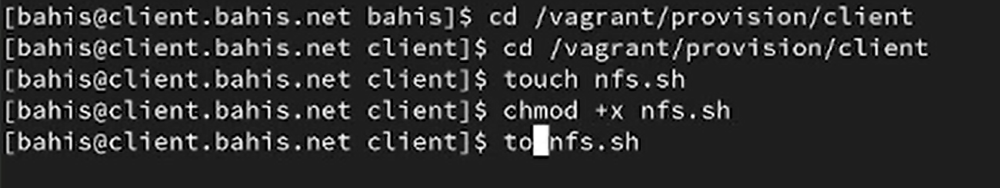 [bahis@client.bahis.net bahis]$ cd /vagrant/provision/client
[bahis@client.bahis.net client]$ cd /vagrant/provision/client
[bahis@client.bahis.net client]$ touch nfs.sh
[bahis@client.bahis.net client]$ chmod +x nfs.sh
[bahis@client.bahis.net client]$ to nfs.sh